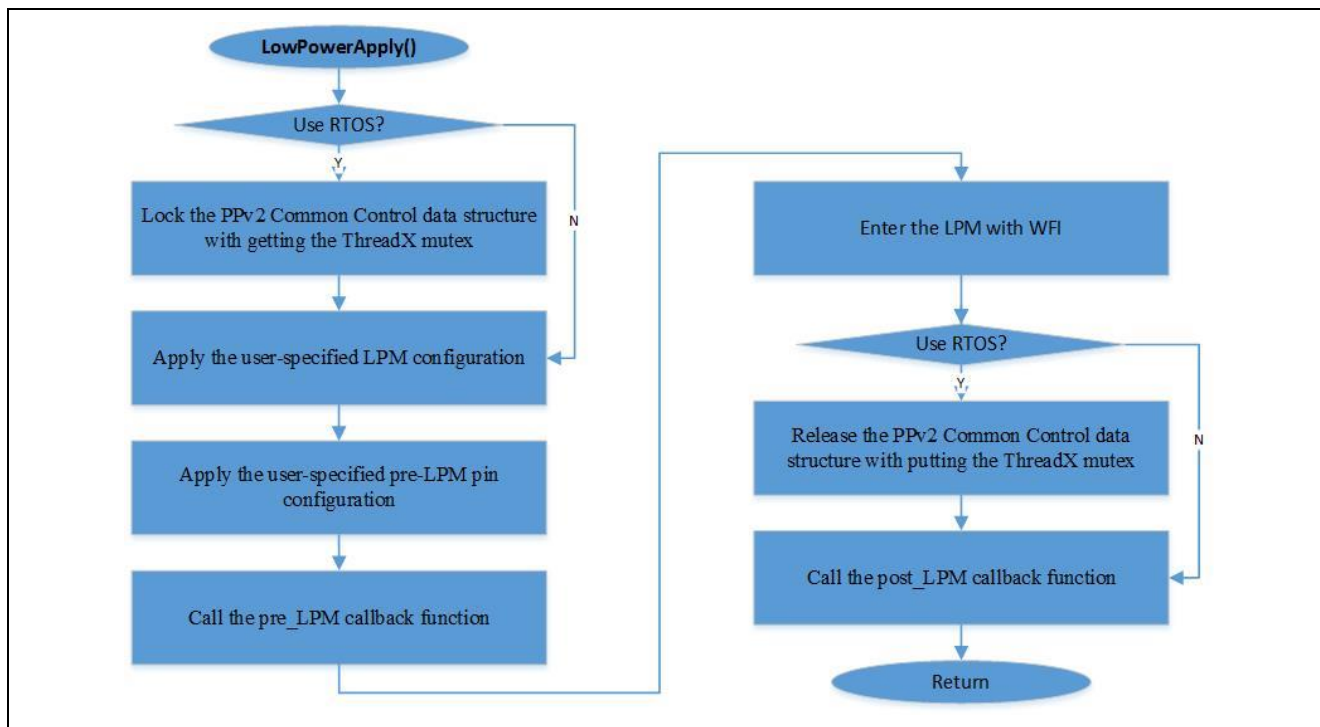 LowPowerApply()
Use RTOS?
Y
N
Lock the PPv2 Common Control data structure
with getting the ThreadX mutex
Apply the user-specified LPM configuration
Apply the user-specified pre-LPM pin
configuration
Call the pre_LPM callback function
Enter the LPM with WFI
Use RTOS?
Y
N
Release the PPv2 Common Control data
structure with putting the ThreadX mutex
Call the post_LPM callback function
Return